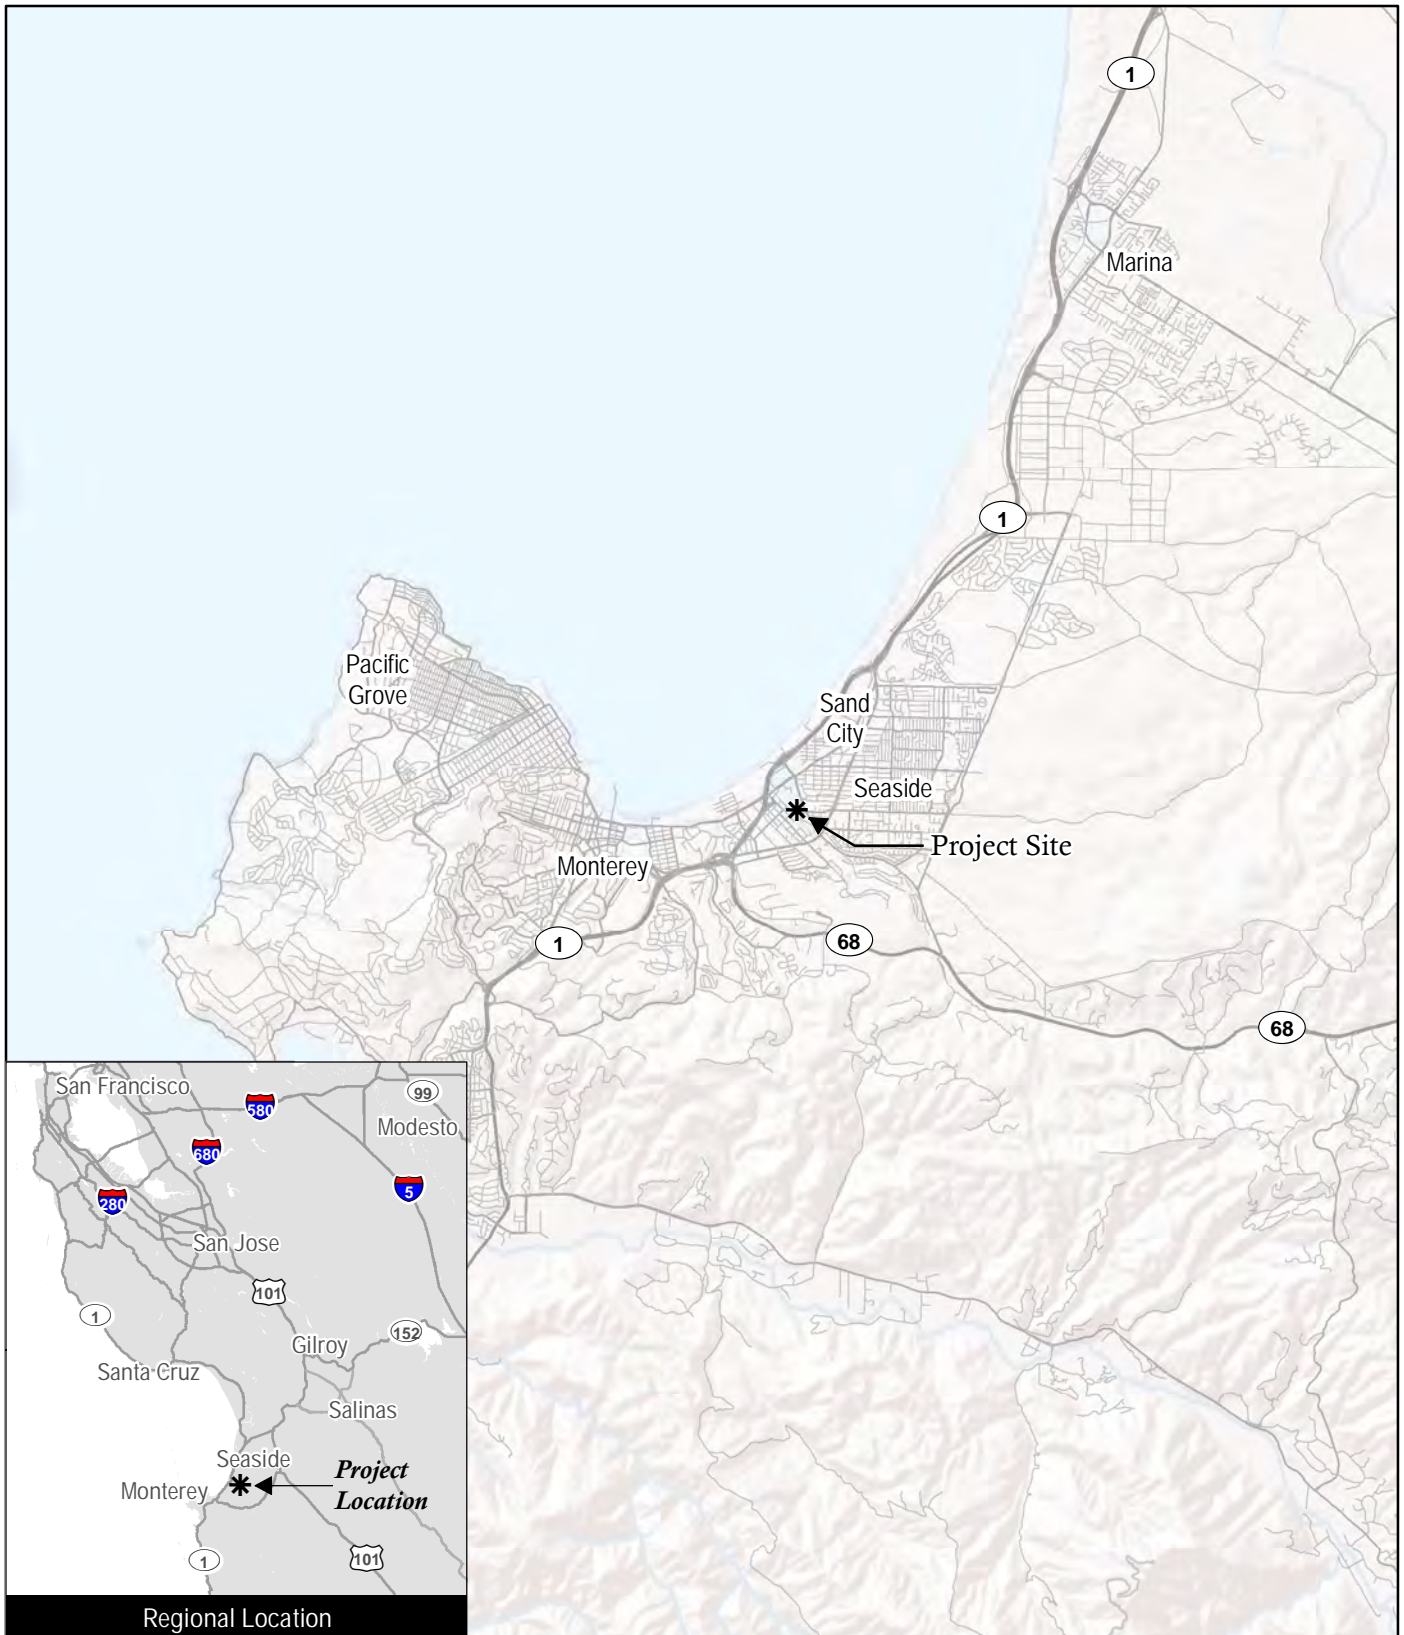 1
Marina
1
Pacific
Grove
Sand
City
Seaside
Project Site
Monterey
1
68
68
San Francisco
580
99
Modesto
680
5
280
San Jose
101
1
152
Gilroy
Santa Cruz
Salinas
Seaside
Project
Location
Monterey
1
101
Regional Location